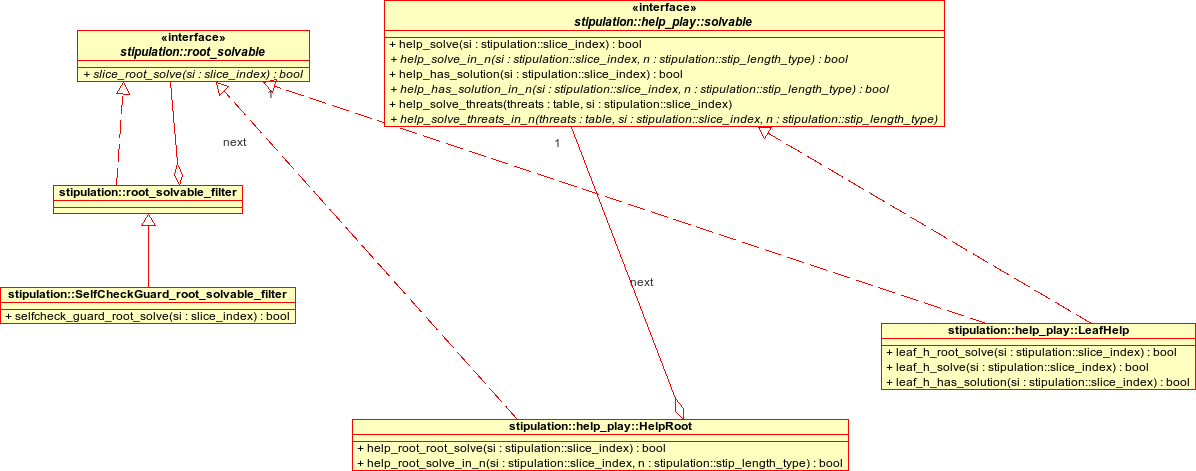 «interface»
stipulation::help_play::solvable
+ help_solve(si : stipulation::slice_index) : bool
+ help_solve_in_n(si : stipulation::slice_index, n : stipulation::stip_length_type) : bool
+ help_has_solution(si : stipulation::slice_index) : bool
+ help_has_solution_in_n(si : stipulation::slice_index, n : stipulation::stip_length_type) : bool
+ help_solve_threats(threats : table, si : stipulation::slice_index)
+ help_solve_threats_in_n(threats : table, si : stipulation::slice_index, n : stipulation::stip_length_type)
«interface»
stipulation::root_solvable
+ slice_root_solve(si : slice_index) : bool
1
next
1
stipulation::root_solvable_filter
next
stipulation::SelfCheckGuard_root_solvable_filter
+ selfcheck_guard_root_solve(si : slice_index) : bool
stipulation::help_play::LeafHelp
+ leaf_h_root_solve(si : stipulation::slice_index) : bool
+ leaf_h_solve(si : stipulation::slice_index) : bool
+ leaf_h_has_solution(si : stipulation::slice_index) : bool
stipulation::help_play::HelpRoot
+ help_root_root_solve(si : stipulation::slice_index) : bool
+ help_root_solve_in_n(si : stipulation::slice_index, n : stipulation::stip_length_type) : bool